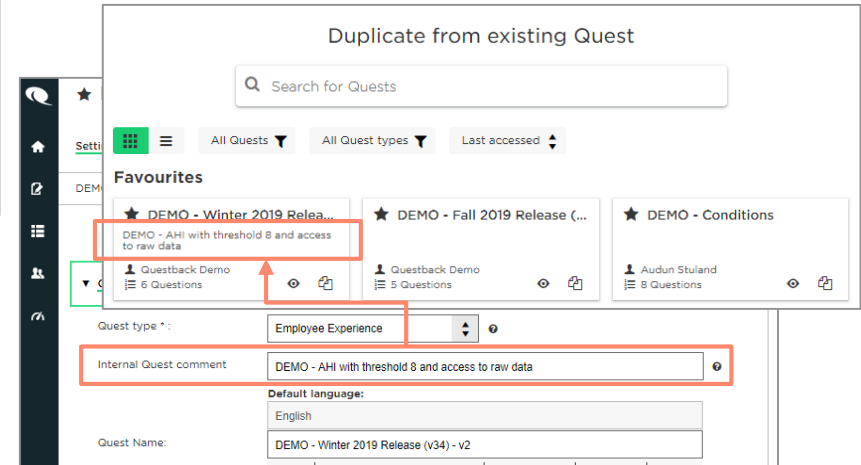 Duplicate from existing Quest
Search for Quests
All Quests
All Quest types
Last accessed
Favourites
DEMO - Winter 2019 Relea...
DEMO - AHI with threshold 8 and access
to raw data
Questback Demo
6 Questions
DEMO - Fall 2019 Release (...
Questback Demo
5 Questions
DEMO - Conditions
Audun Stuland
8 Questions
Setti
DEM
Quest type * :
Employee Experience
Internal Quest comment
DEMO - AHI with threshold 8 and access to raw data
Default language:
English
Quest Name:
DEMO - Winter 2019 Release (v34) - v2